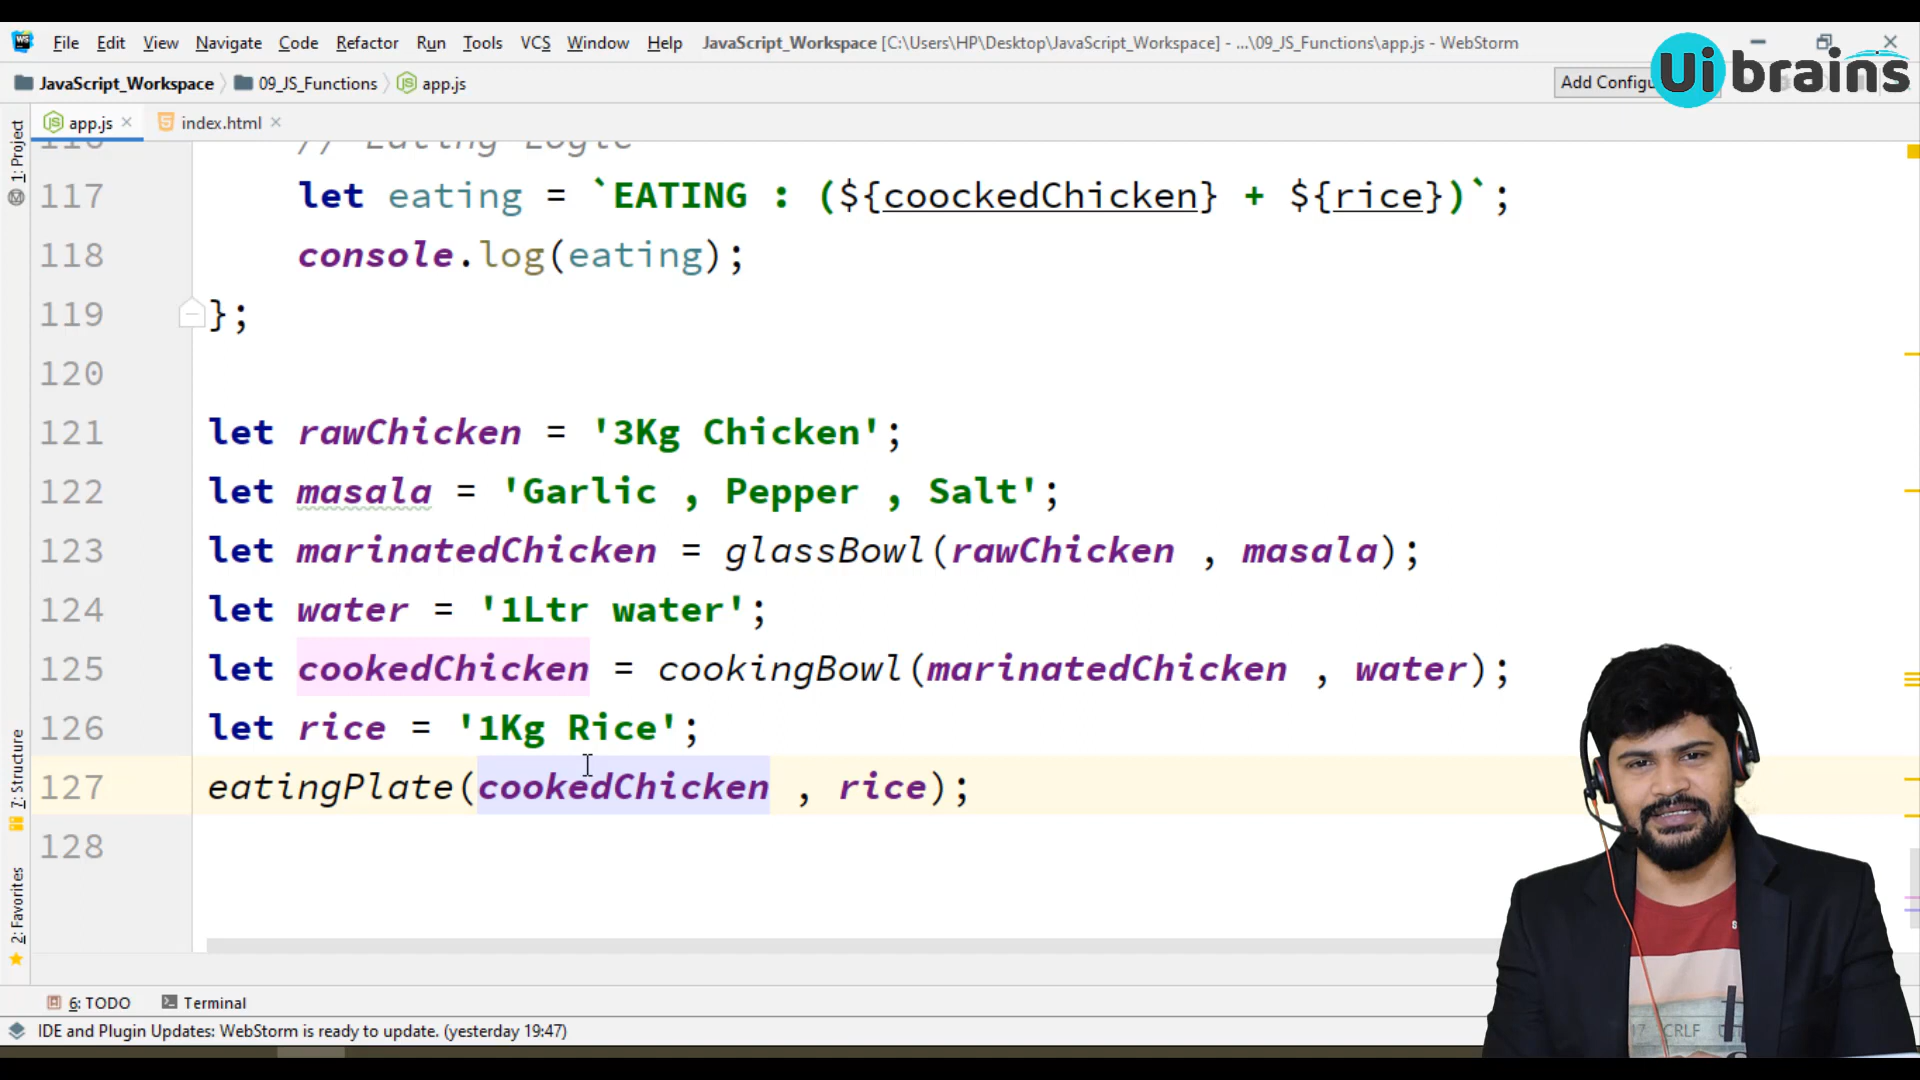 File Edit View Navigate Code Refactor Run Tools VCS Window Help JavaScript_Workspace [C:\Users\HP\Desktop\JavaScript_Workspace] - ...\09_JS_Functions\app.js - WebStorm
Ui brains
JavaScript_Workspace 09_JS_Functions app.js Add Configu
app.js index.html
1: Project
116 // Eating Logic
117 let eating = `EATING : (${coockedChicken} + ${rice})`;
118 console.log(eating);
119 };
120
121 let rawChicken = '3Kg Chicken';
122 let masala = 'Garlic , Pepper , Salt';
123 let marinatedChicken = glassBowl(rawChicken , masala);
124 let water = '1Ltr water';
125 let cookedChicken = cookingBowl(marinatedChicken , water);
126 let rice = '1Kg Rice';
127 eatingPlate(cookedChicken , rice);
128
7: Structure
2: Favorites
6: TODO Terminal
IDE and Plugin Updates: WebStorm is ready to update. (yesterday 19:47) CRLF